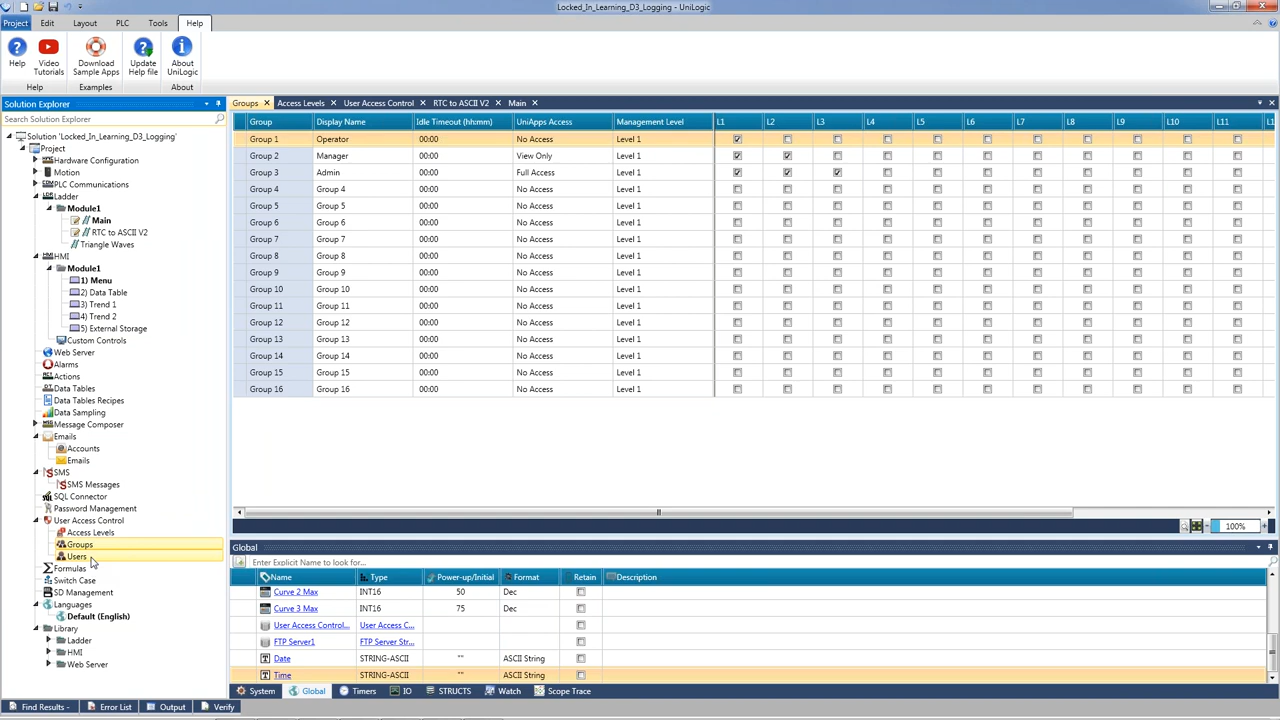 Locked_In_Learning_D3_Logging - UniLogic
Project Edit Layout PLC Tools Help
Help
Video Tutorials
Download Sample Apps
Update Help file
About UniLogic
Help Examples About
Solution Explorer
Search Solution Explorer
Solution 'Locked_In_Learning_D3_Logging'
Project
Hardware Configuration
Motion
PLC Communications
Ladder
Module1
Main
RTC to ASCII V2
Triangle Waves
HMI
Module1
1) Menu
2) Data Table
3) Trend 1
4) Trend 2
5) External Storage
Custom Controls
Web Server
Alarms
Actions
Data Tables
Data Tables Recipes
Data Sampling
Message Composer
Emails
Accounts
Emails
SMS
SMS Messages
SQL Connector
Password Management
User Access Control
Access Levels
Groups
Users
Formulas
Switch Case
SD Management
Languages
Default (English)
Library
Ladder
HMI
Web Server
Groups Access Levels User Access Control RTC to ASCII V2 Main
Group Display Name Idle Timeout (hh:mm) UniApps Access Management Level L1 L2 L3 L4 L5 L6 L7 L8 L9 L10 L11 L1
Group 1 Operator 00:00 No Access Level 1
Group 2 Manager 00:00 View Only Level 1
Group 3 Admin 00:00 Full Access Level 1
Group 4 Group 4 00:00 No Access Level 1
Group 5 Group 5 00:00 No Access Level 1
Group 6 Group 6 00:00 No Access Level 1
Group 7 Group 7 00:00 No Access Level 1
Group 8 Group 8 00:00 No Access Level 1
Group 9 Group 9 00:00 No Access Level 1
Group 10 Group 10 00:00 No Access Level 1
Group 11 Group 11 00:00 No Access Level 1
Group 12 Group 12 00:00 No Access Level 1
Group 13 Group 13 00:00 No Access Level 1
Group 14 Group 14 00:00 No Access Level 1
Group 15 Group 15 00:00 No Access Level 1
Group 16 Group 16 00:00 No Access Level 1
100%
Global
Enter Explicit Name to look for...
Name Type Power-up/Initial Format Retain Description
Curve 2 Max INT16 50 Dec
Curve 3 Max INT16 75 Dec
User Access Control... User Access C...
FTP Server1 FTP Server Str...
Date STRING-ASCII "" ASCII String
Time STRING-ASCII "" ASCII String
System Global Timers IO STRUCTS Watch Scope Trace
Find Results - Error List Output Verify